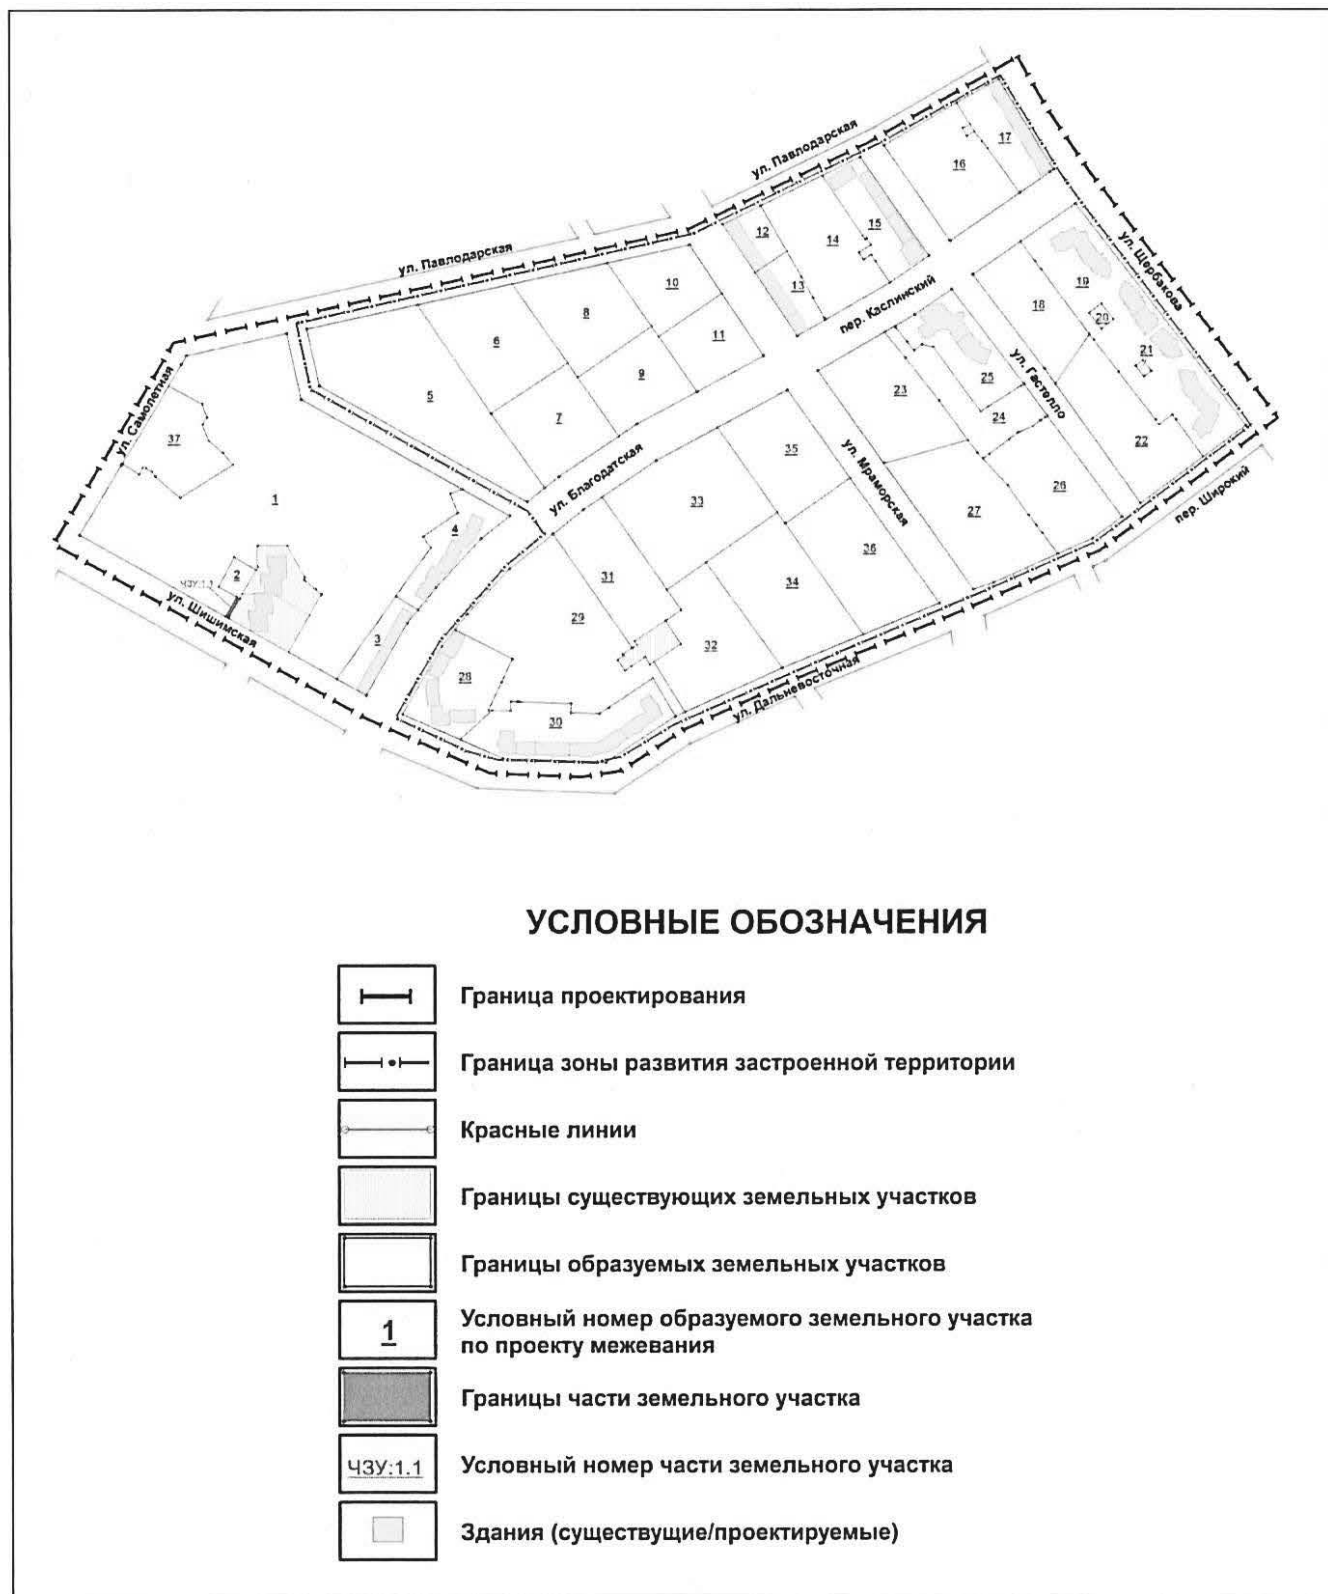 ул. Павлодарская
17
16
12
14
15
13
ул. Павлодарская
10
8
6
11
9
5
7
пер. Каслинский
ул. Щербакова
19
18
20
21
22
ул. Гастелло
25
23
24
26
27
ул. Мраморская
пер. Широкий
ул. Самолетная
37
1
4
ул. Благодатская
35
33
36
31
34
29
32
2
ЧЗУ:1.1
ул. Шишимская
3
28
30
ул. Дальневосточная
УСЛОВНЫЕ ОБОЗНАЧЕНИЯ
Граница проектирования
Граница зоны развития застроенной территории
Красные линии
Границы существующих земельных участков
Границы образуемых земельных участков
1
Условный номер образуемого земельного участка
по проекту межевания
Границы части земельного участка
ЧЗУ:1.1
Условный номер части земельного участка
Здания (существущие/проектируемые)